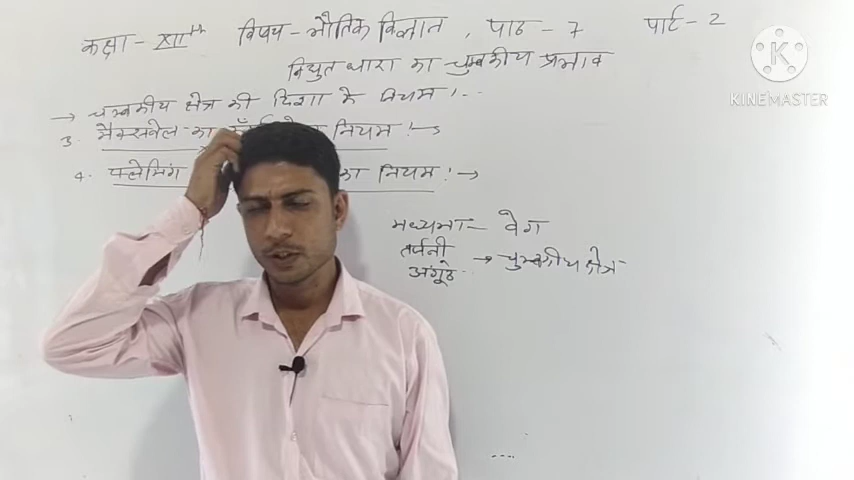 कक्षा - XIIth विषय - भौतिक विज्ञान, पाठ - 7 पार्ट - 2
विद्युत धारा का चुम्बकीय प्रभाव
→ चुम्बकीय क्षेत्र की दिशा के नियम :--
3. मैक्सवेल का नियम :→
4. फ्लेमिंग का नियम :→
मध्यमा - वेग
तर्जनी → चुम्बकीय क्षेत्र
अंगूठे
K
KINEMASTER